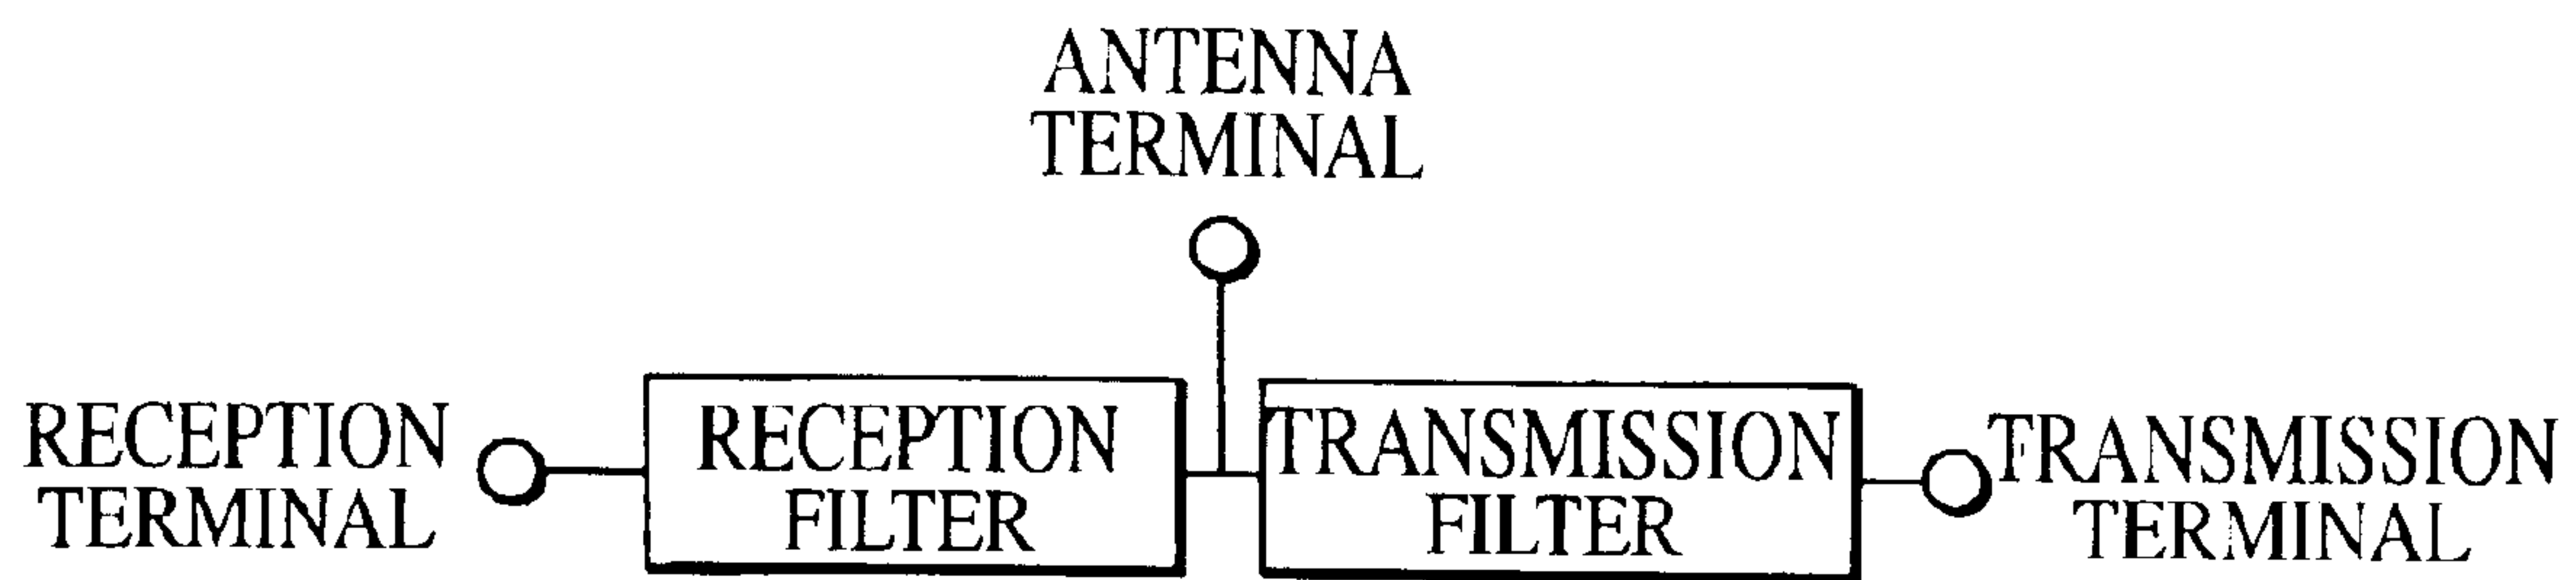 ANTENNA
TERMINAL
RECEPTION
TERMINAL
RECEPTION
FILTER
TRANSMISSION
FILTER
TRANSMISSION
TERMINAL